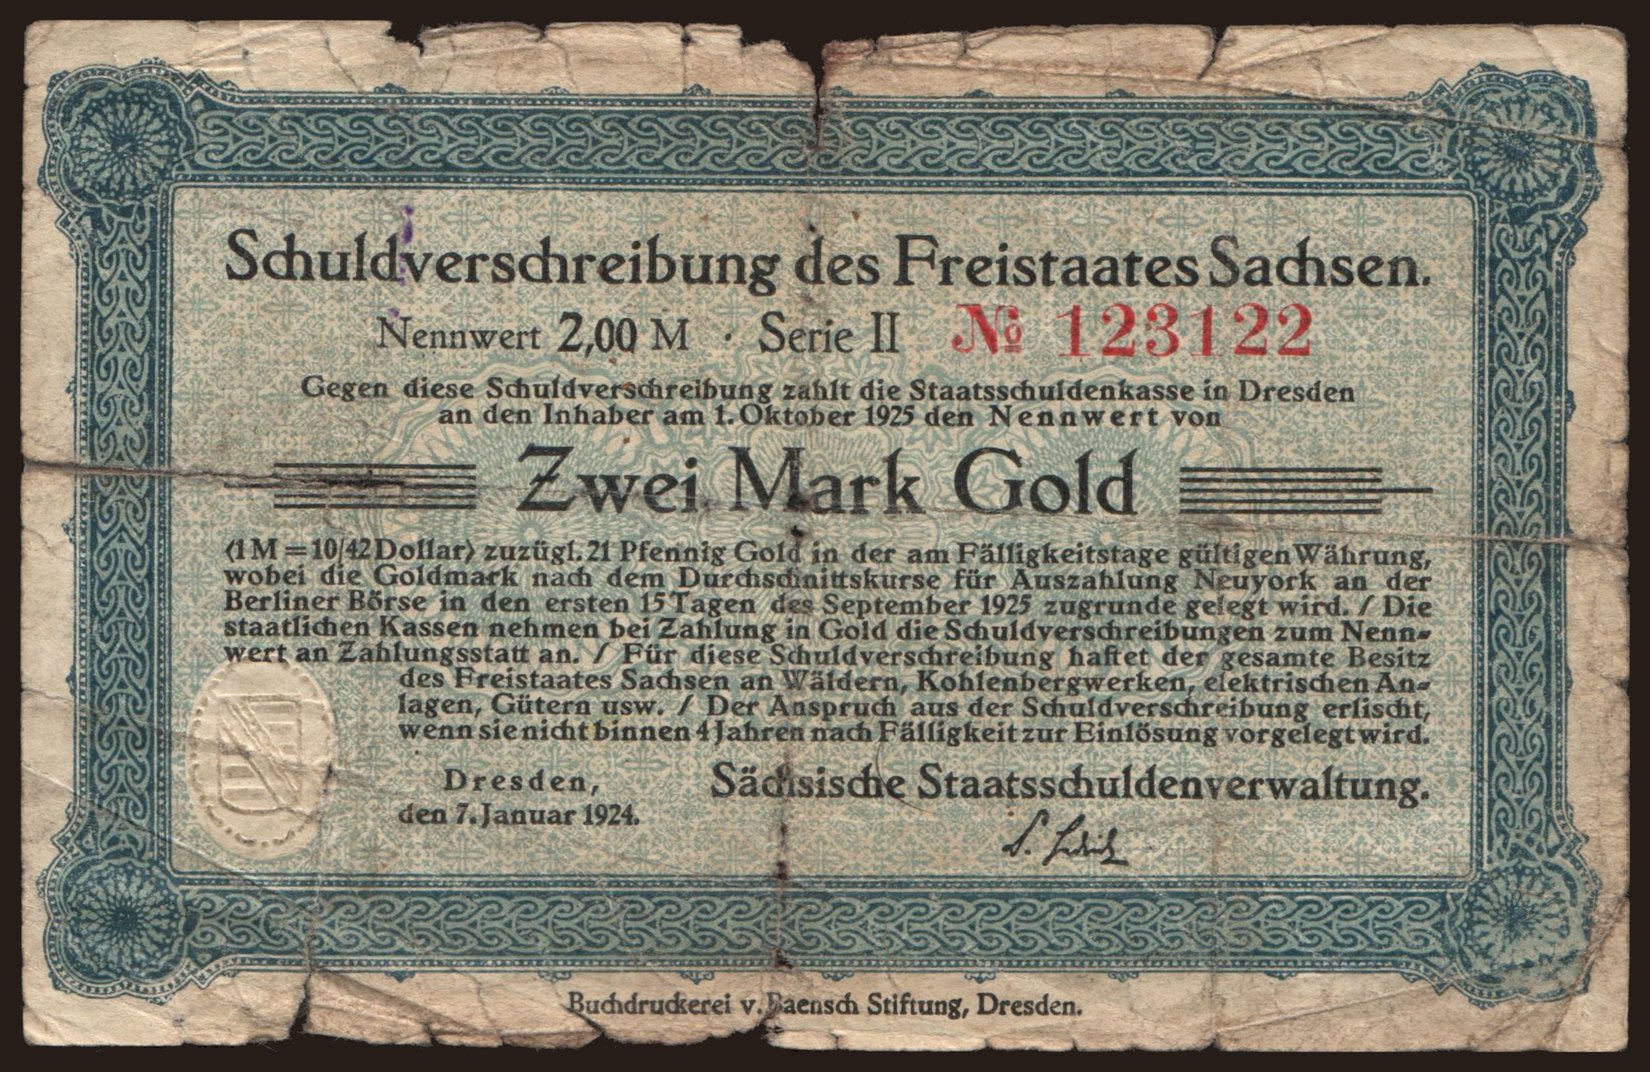 Schuldverschreibung des Freistaates Sachsen.
Nennwert 2,00 M · Serie II № 123122
Gegen diese Schuldverschreibung zahlt die Staatsschuldenkasse in Dresden
an den Inhaber am 1. Oktober 1925 den Nennwert von
Zwei Mark Gold
(1 M = 10/42 Dollar) zuzügl. 21 Pfennig Gold in der am Fälligkeitstage gültigen Währung,
wobei die Goldmark nach dem Durchschnittskurse für Auszahlung Neuyork an der
Berliner Börse in den ersten 15 Tagen des September 1925 zugrunde gelegt wird. / Die
staatlichen Kassen nehmen bei Zahlung in Gold die Schuldverschreibungen zum Nenn-
wert an Zahlungsstatt an. / Für diese Schuldverschreibung haftet der gesamte Besitz
des Freistaates Sachsen an Wäldern, Kohlenbergwerken, elektrischen An-
lagen, Gütern usw. / Der Anspruch aus der Schuldverschreibung erlischt,
wenn sie nicht binnen 4 Jahren nach Fälligkeit zur Einlösung vorgelegt wird.
Dresden,
den 7. Januar 1924.
Sächsische Staatsschuldenverwaltung.
Buchdruckerei v. Baensch Stiftung, Dresden.